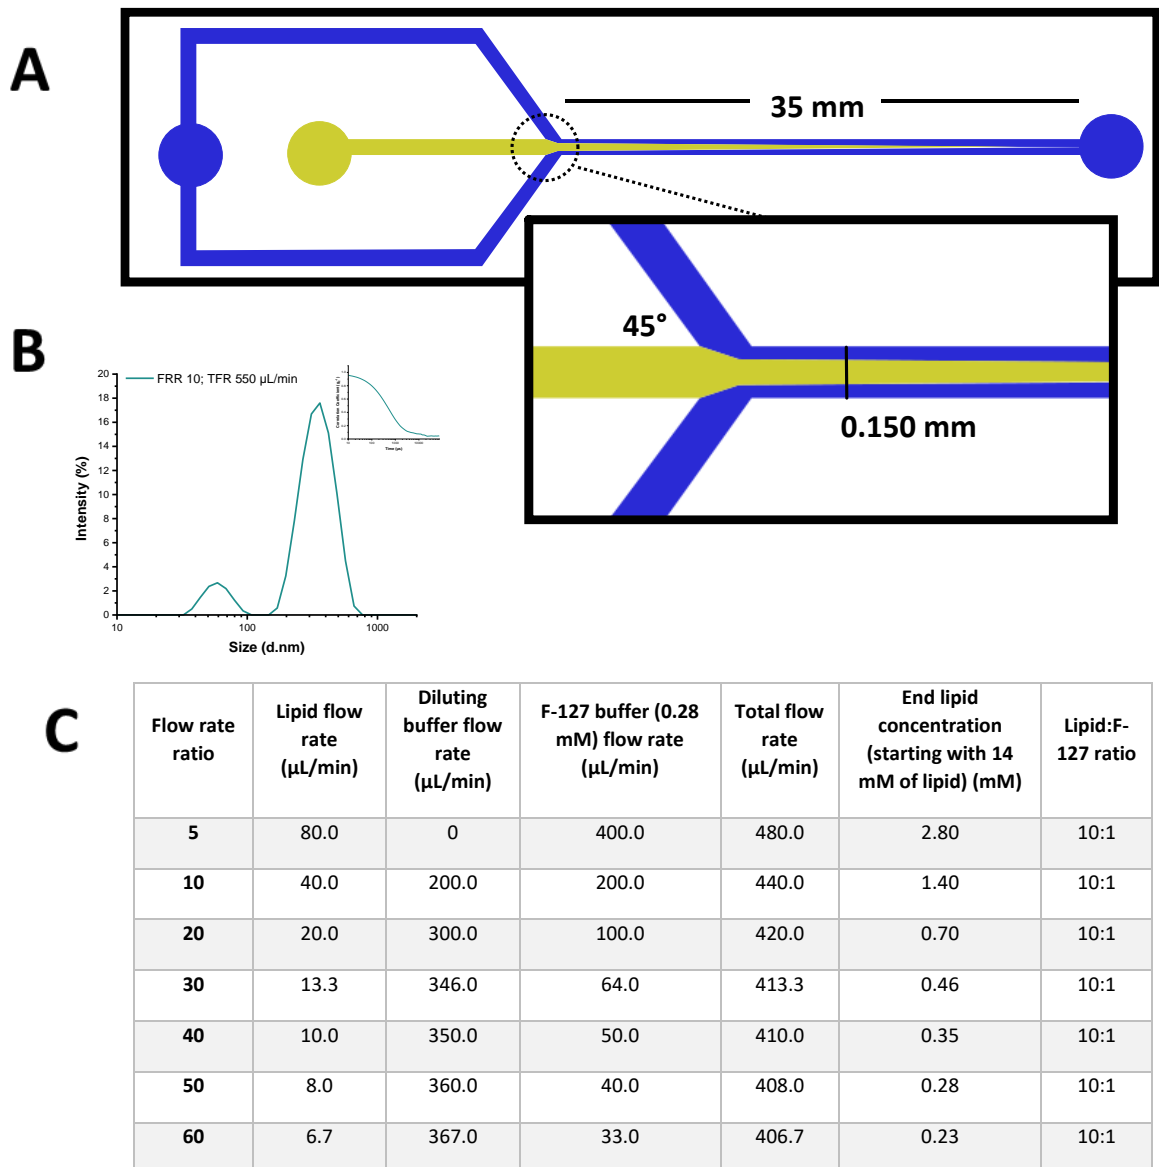 A
35 mm
45°
0.150 mm
B
FRR 10; TFR 550 µL/min
Intensity (%)
20
18
16
14
12
10
8
6
4
2
0
10
100
1000
Size (d.nm)
Time (µs)
C
Flow rate ratio | Lipid flow rate (µL/min) | Diluting buffer flow rate (µL/min) | F-127 buffer (0.28 mM) flow rate (µL/min) | Total flow rate (µL/min) | End lipid concentration (starting with 14 mM of lipid) (mM) | Lipid:F-127 ratio
5 | 80.0 | 0 | 400.0 | 480.0 | 2.80 | 10:1
10 | 40.0 | 200.0 | 200.0 | 440.0 | 1.40 | 10:1
20 | 20.0 | 300.0 | 100.0 | 420.0 | 0.70 | 10:1
30 | 13.3 | 346.0 | 64.0 | 413.3 | 0.46 | 10:1
40 | 10.0 | 350.0 | 50.0 | 410.0 | 0.35 | 10:1
50 | 8.0 | 360.0 | 40.0 | 408.0 | 0.28 | 10:1
60 | 6.7 | 367.0 | 33.0 | 406.7 | 0.23 | 10:1